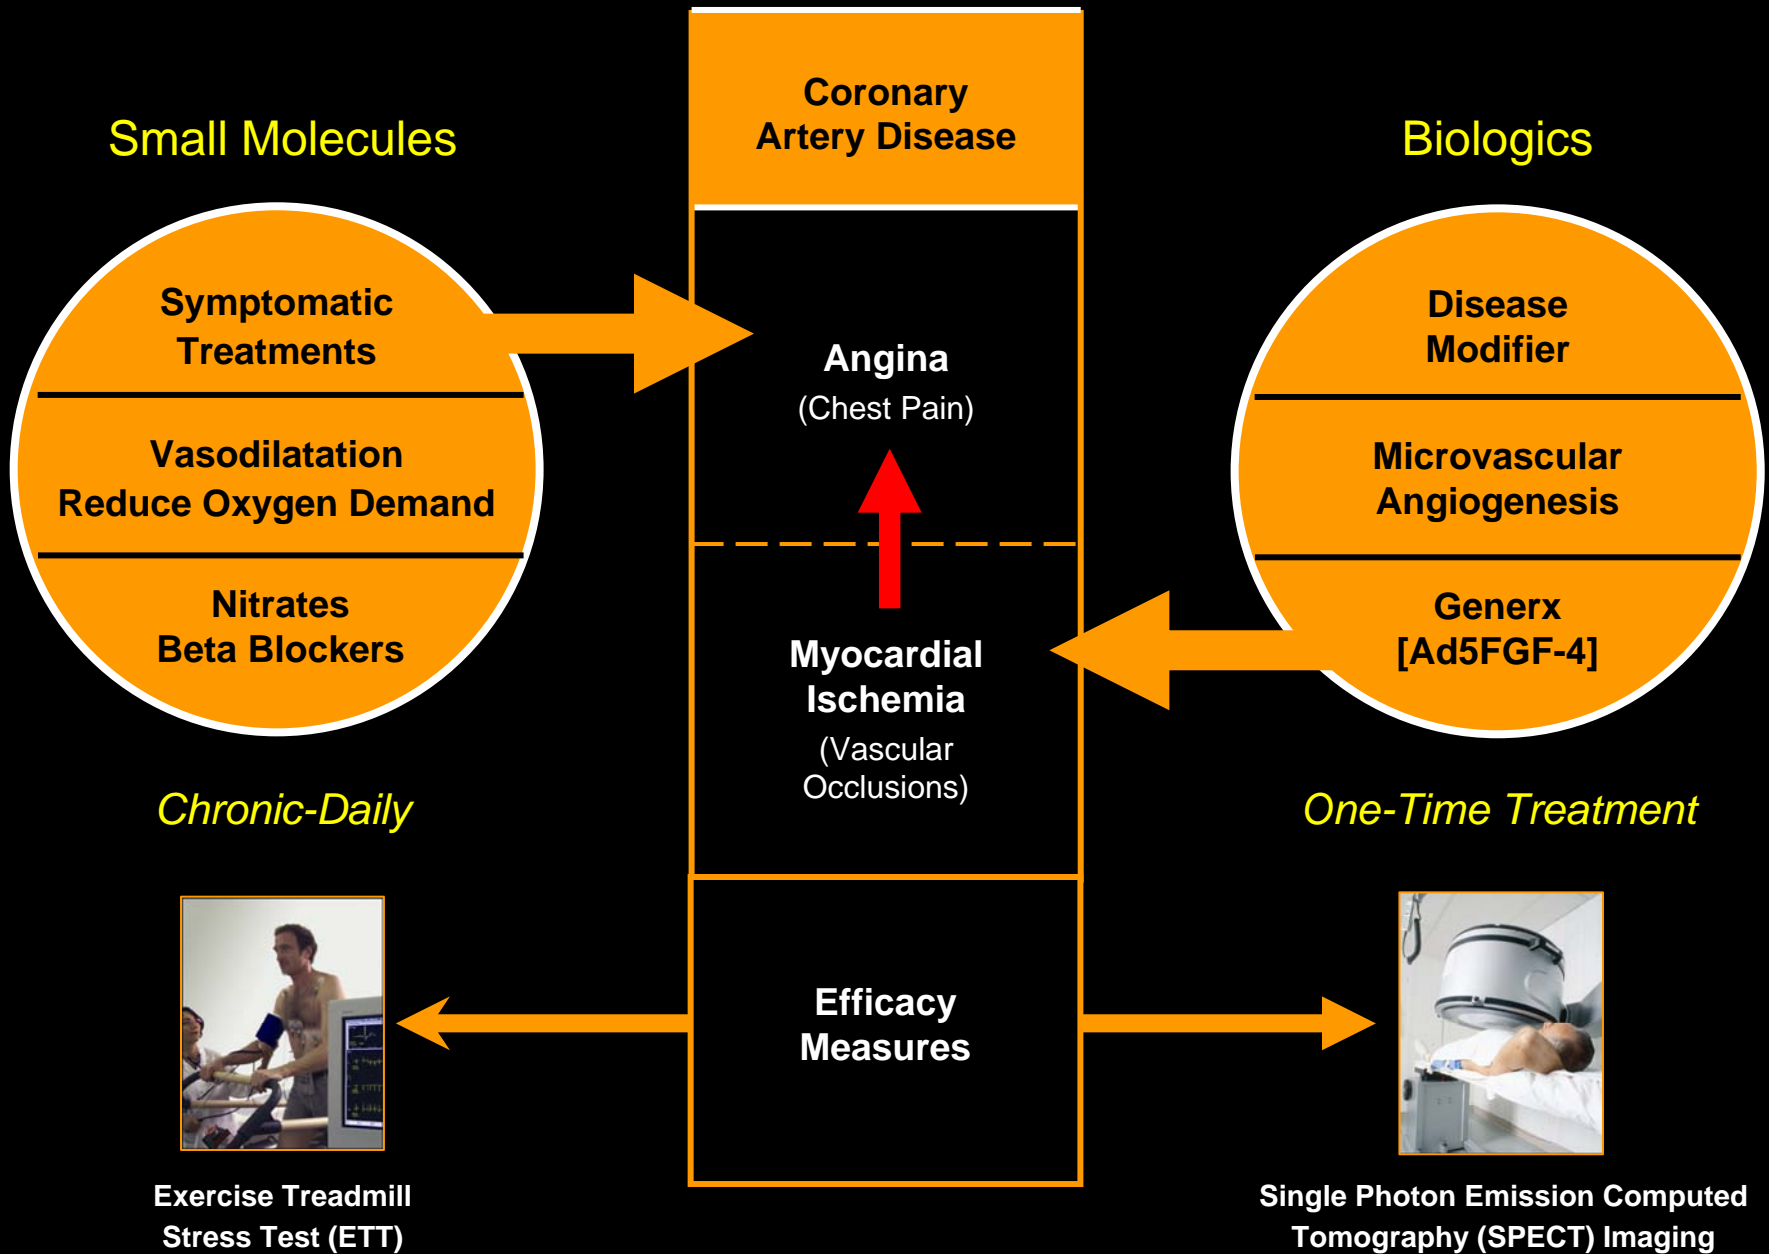 Coronary
Artery Disease
Small Molecules
Biologics
Symptomatic
Treatments
Vasodilatation
Reduce Oxygen Demand
Nitrates
Beta Blockers
Angina
(Chest Pain)
Myocardial
Ischemia
(Vascular
Occlusions)
Disease
Modifier
Microvascular
Angiogenesis
Generx
[Ad5FGF-4]
Chronic-Daily
One-Time Treatment
Efficacy
Measures
Exercise Treadmill
Stress Test (ETT)
Single Photon Emission Computed
Tomography (SPECT) Imaging